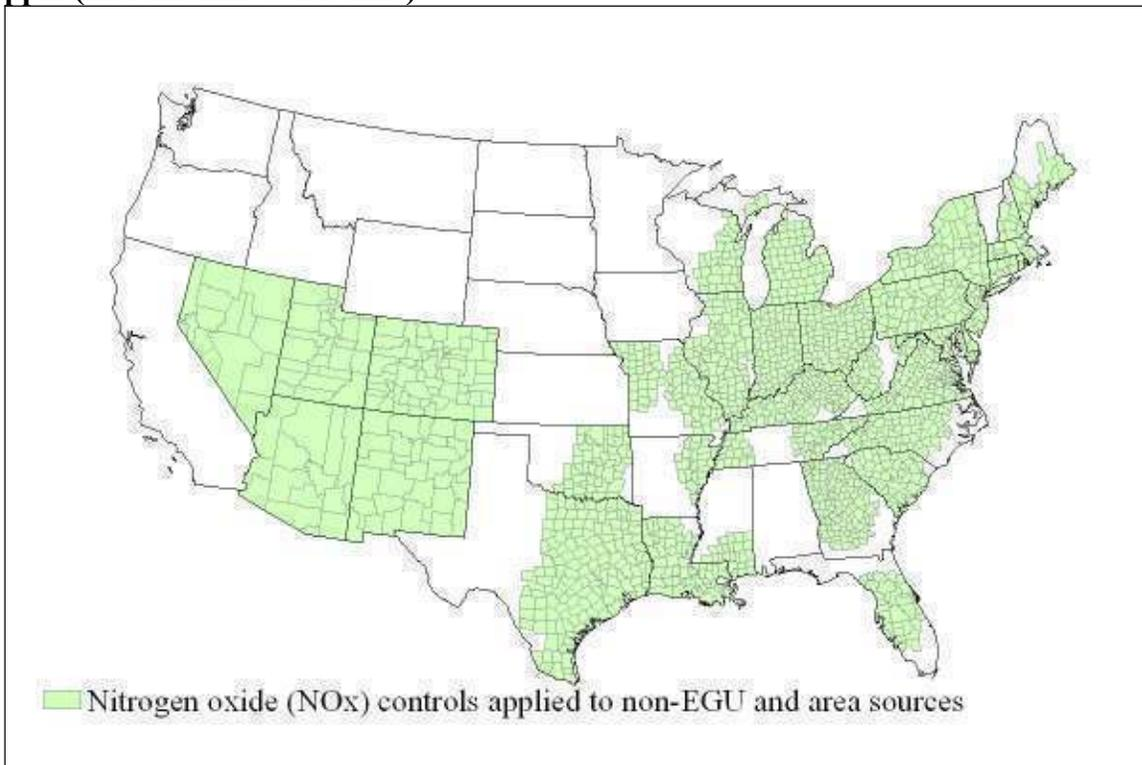 Nitrogen oxide (NOx) controls applied to non-EGU and area sources